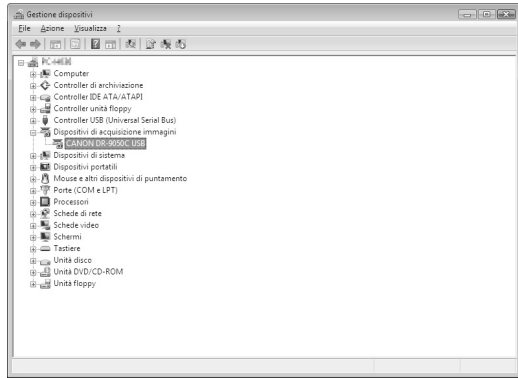 Gestione dispositivi
File Azione Visualizza ?
Computer
Controller di archiviazione
Controller IDE ATA/ATAPI
Controller unità floppy
Controller USB (Universal Serial Bus)
Dispositivi di acquisizione immagini
CANON DR-9050C USB
Dispositivi di sistema
Dispositivi portatili
Mouse e altri dispositivi di puntamento
Porte (COM e LPT)
Processori
Schede di rete
Schede video
Schermi
Tastiere
Unità disco
Unità DVD/CD-ROM
Unità floppy